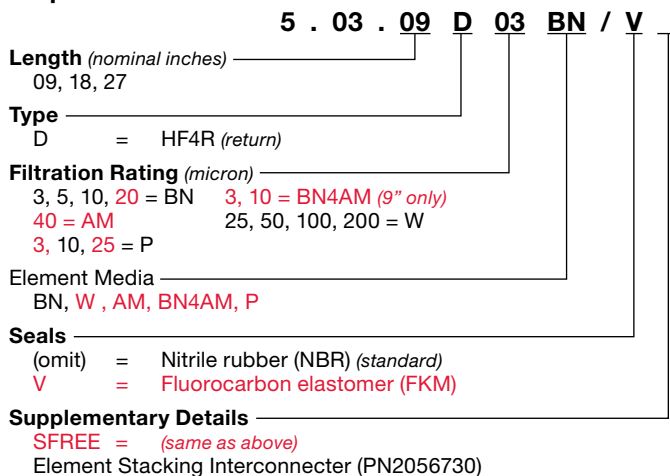 5 . 03 . 09 D 03 BN / V
Length (nominal inches)
09, 18, 27
Type
D = HF4R (return)
Filtration Rating (micron)
3, 5, 10, 20 = BN 3, 10 = BN4AM (9” only)
40 = AM 25, 50, 100, 200 = W
3, 10, 25 = P
Element Media
BN, W , AM, BN4AM, P
Seals
(omit) = Nitrile rubber (NBR) (standard)
V = Fluorocarbon elastomer (FKM)
Supplementary Details
SFREE = (same as above)
Element Stacking Interconnecter (PN2056730)